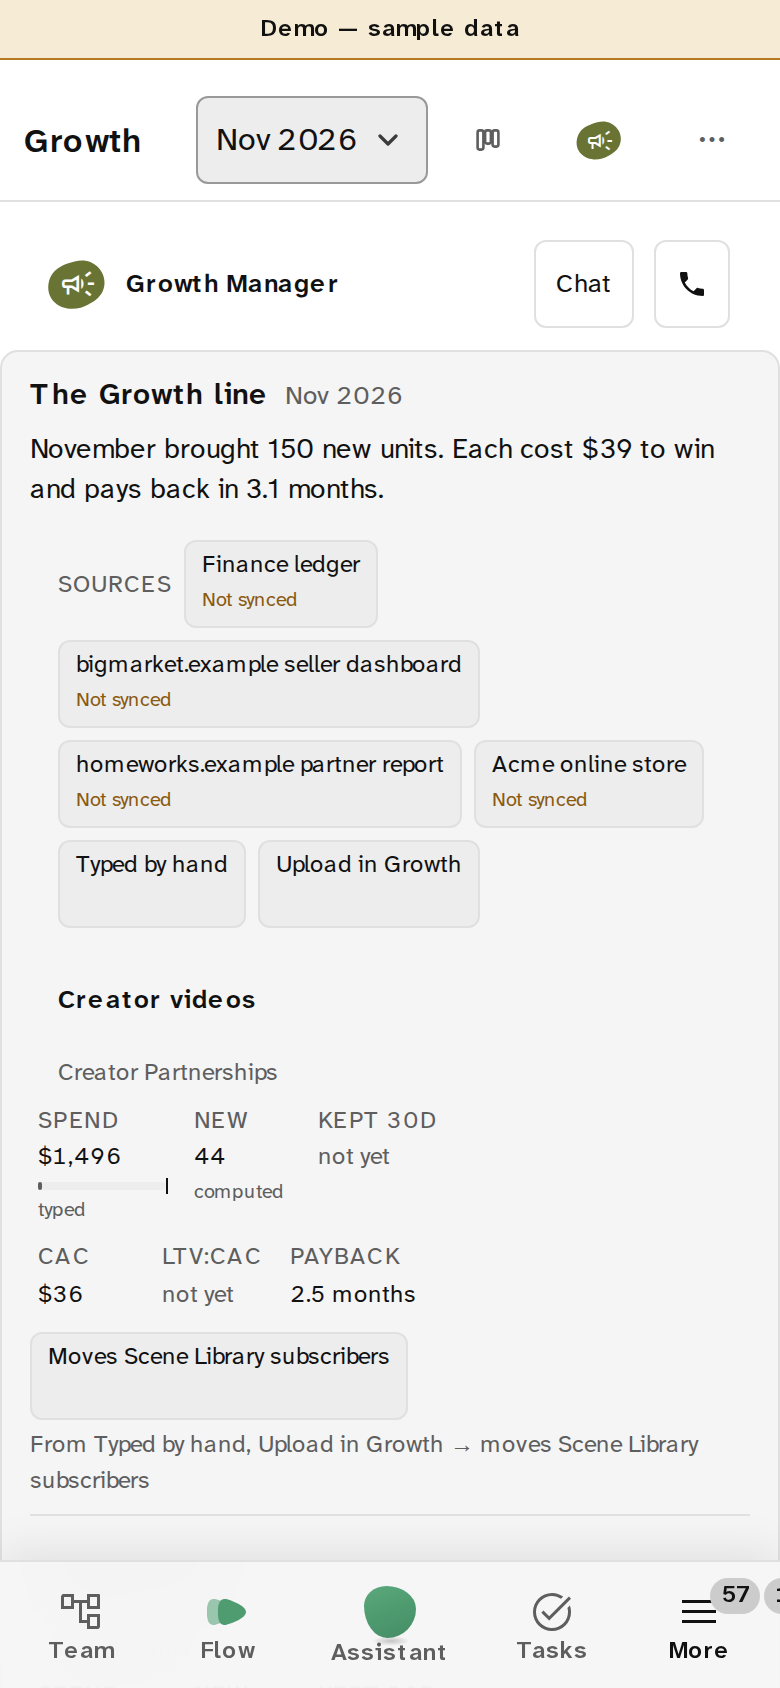 Demo — sample data
Growth
Nov 2026
Growth Manager
Chat
The Growth line Nov 2026
November brought 150 new units. Each cost $39 to win
and pays back in 3.1 months.
SOURCES
Finance ledger
Not synced
bigmarket.example seller dashboard
Not synced
homeworks.example partner report
Not synced
Acme online store
Not synced
Typed by hand
Upload in Growth
Creator videos
Creator Partnerships
SPEND NEW KEPT 30D
$1,496 44 not yet
computed
typed
CAC LTV:CAC PAYBACK
$36 not yet 2.5 months
Moves Scene Library subscribers
From Typed by hand, Upload in Growth → moves Scene Library
subscribers
57
Team Flow Assistant Tasks More